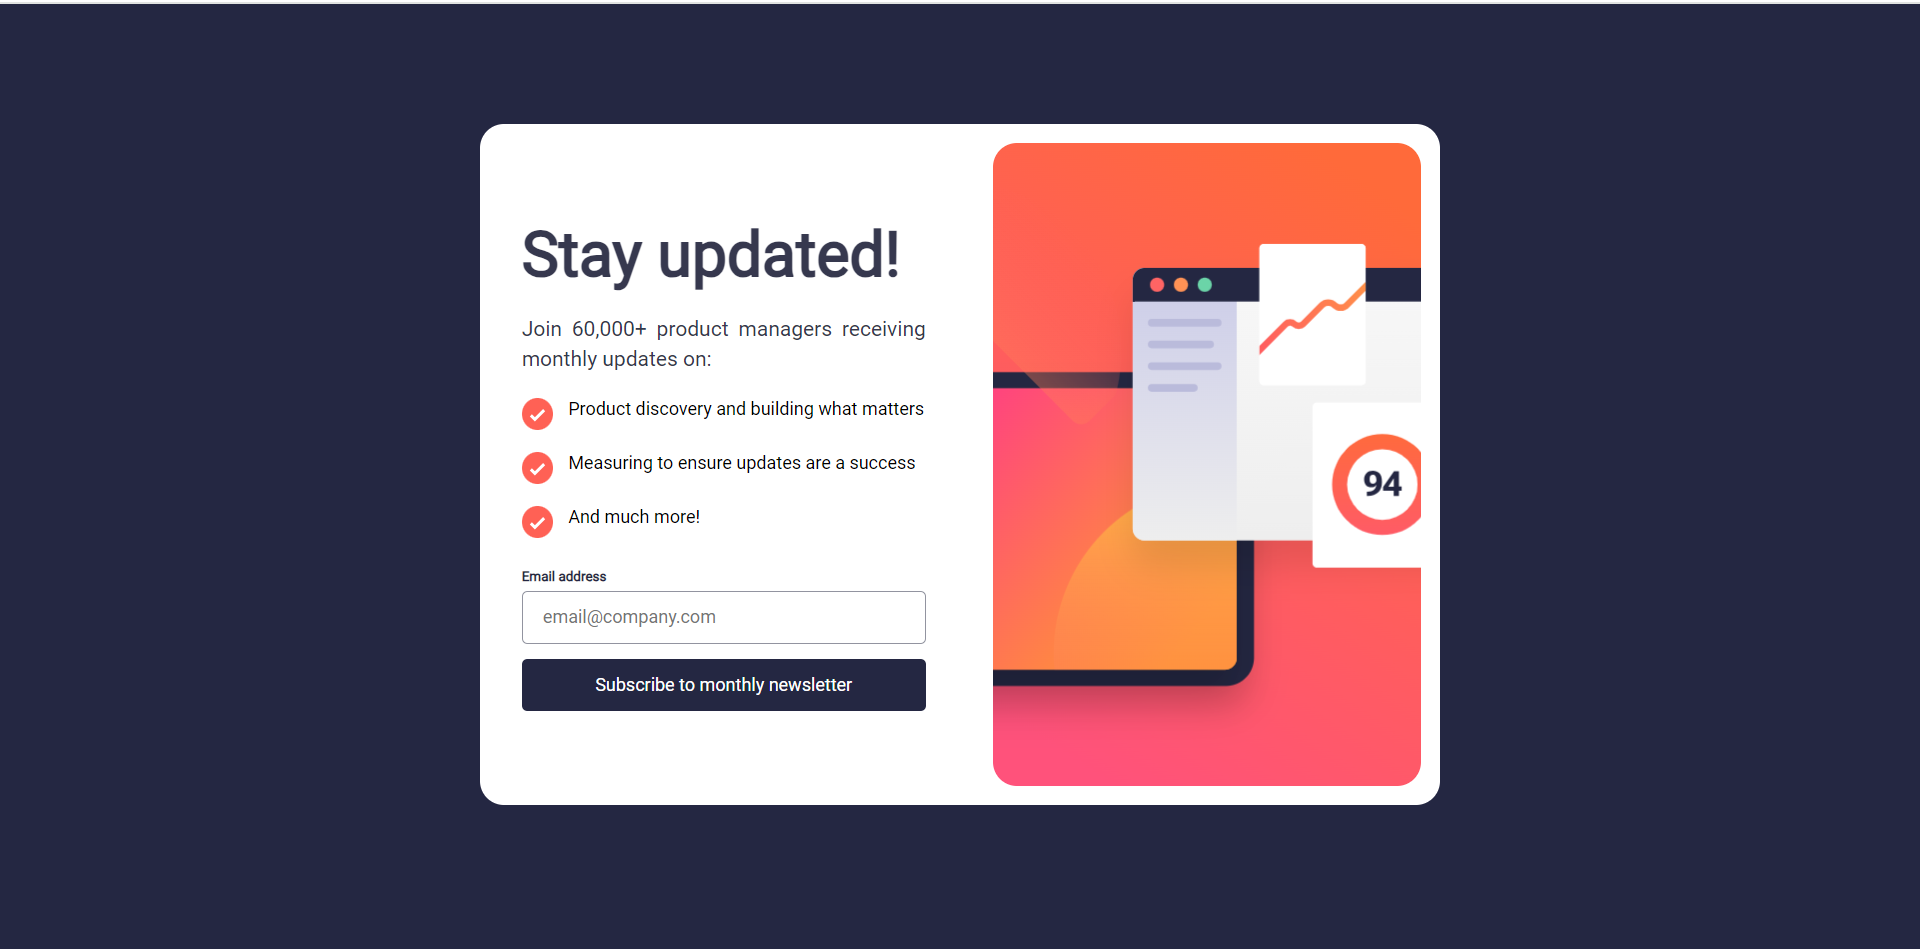 Stay updated!
Join 60,000+ product managers receiving
monthly updates on:
Product discovery and building what matters
Measuring to ensure updates are a success
And much more!
Email address
email@company.com
Subscribe to monthly newsletter
94